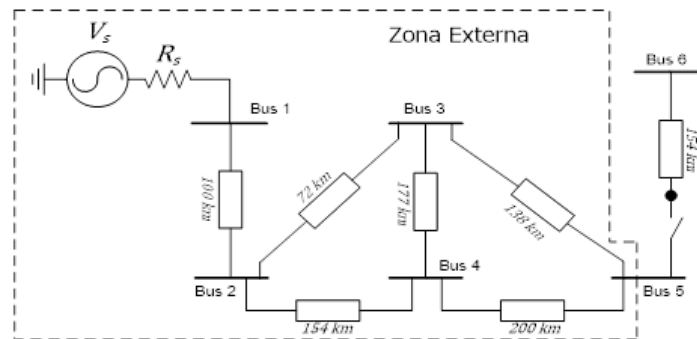 Zona Externa
Vs
Rs
Bus 1
Bus 3
Bus 6
100 km
72 km
177 km
138 km
154 km
Bus 2
Bus 4
Bus 5
154 km
200 km